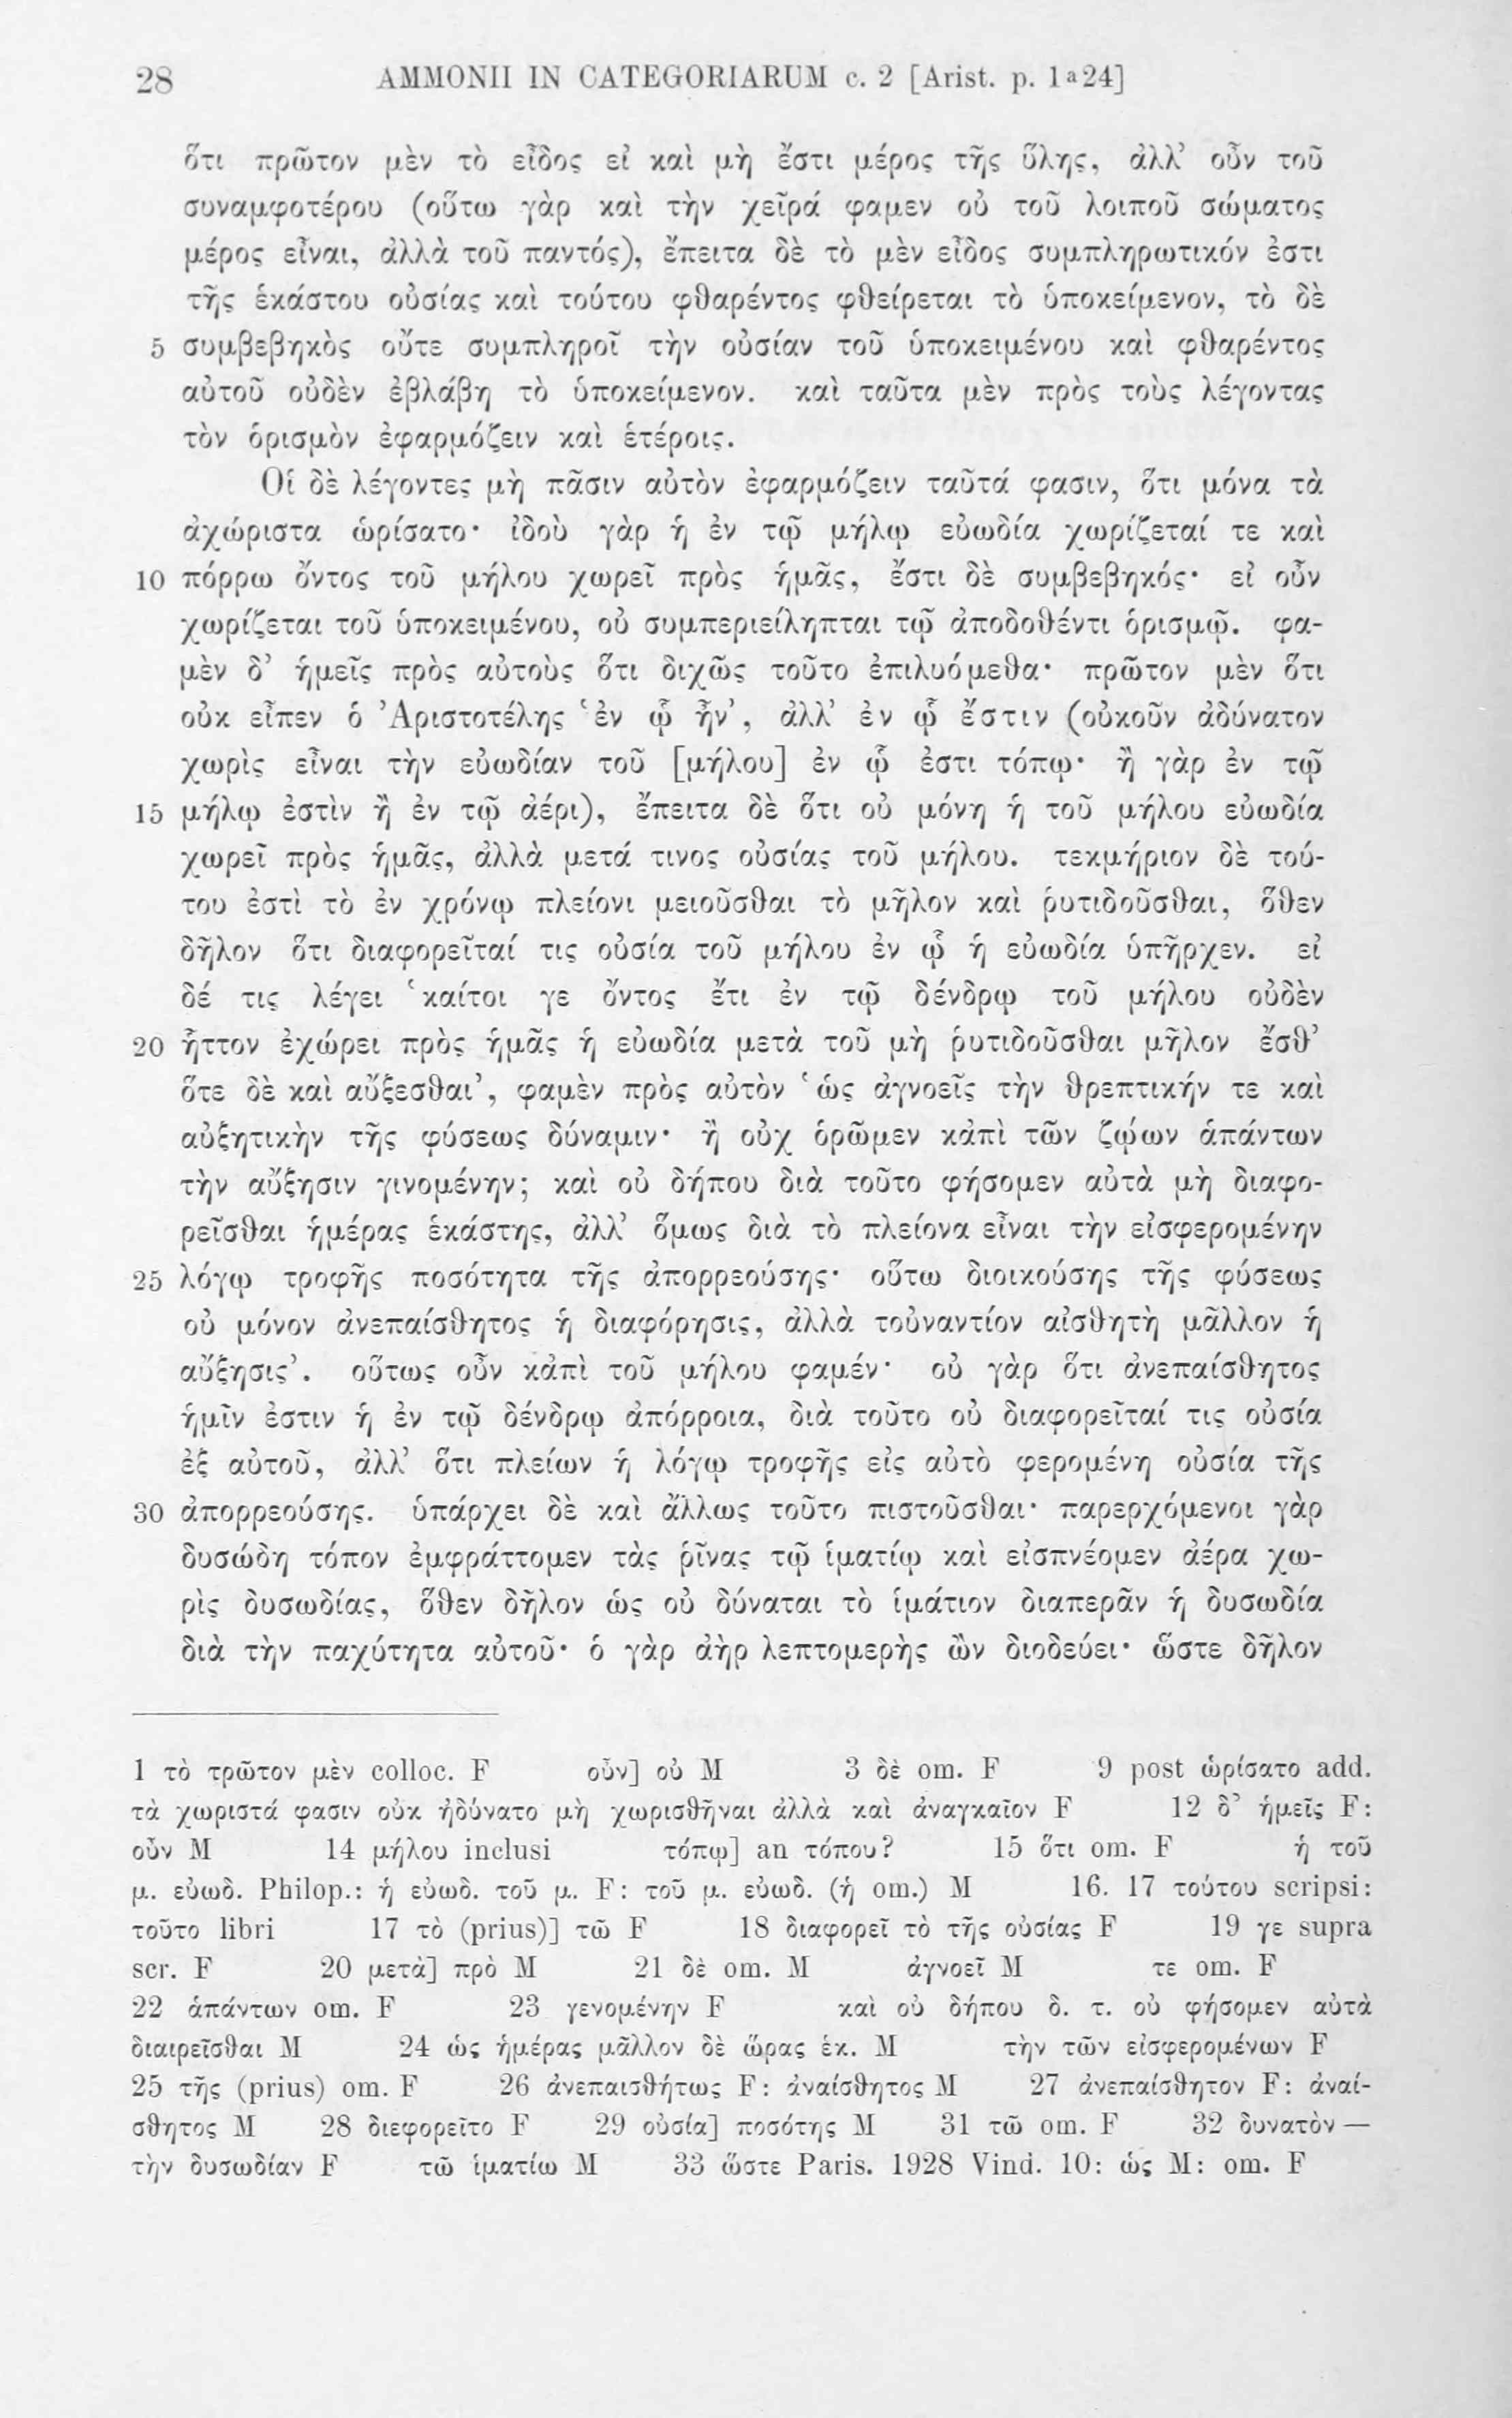 28 AMMONII IN CATEGORIARUM c. 2 [Arist. p. 1a24]
ὅτι πρῶτον μὲν τὸ εἶδος εἰ καὶ μὴ ἔστι μέρος τῆς ὕλης, ἀλλ’ οὖν τοῦ
συναμφοτέρου (οὕτω γὰρ καὶ τὴν χεῖρά φαμεν οὐ τοῦ λοιποῦ σώματος
μέρος εἶναι, ἀλλὰ τοῦ παντός), ἔπειτα δὲ τὸ μὲν εἶδος συμπληρωτικόν ἐστι
τῆς ἑκάστου οὐσίας καὶ τούτου φθαρέντος φθείρεται τὸ ὑποκείμενον, τὸ δὲ
5 συμβεβηκὸς οὔτε συμπληροῖ τὴν οὐσίαν τοῦ ὑποκειμένου καὶ φθαρέντος
αὐτοῦ οὐδὲν ἐβλάβη τὸ ὑποκείμενον. καὶ ταῦτα μὲν πρὸς τοὺς λέγοντας
τὸν ὁρισμὸν ἐφαρμόζειν καὶ ἑτέροις.
Οἱ δὲ λέγοντες μὴ πᾶσιν αὐτὸν ἐφαρμόζειν ταῦτά φασιν, ὅτι μόνα τὰ
ἀχώριστα ὡρίσατο· ἰδοὺ γὰρ ἡ ἐν τῷ μήλῳ εὐωδία χωρίζεταί τε καὶ
10 πόρρω ὄντος τοῦ μήλου χωρεῖ πρὸς ἡμᾶς, ἔστι δὲ συμβεβηκός· εἰ οὖν
χωρίζεται τοῦ ὑποκειμένου, οὐ συμπεριείληπται τῷ ἀποδοθέντι ὁρισμῷ. φα-
μὲν δ’ ἡμεῖς πρὸς αὐτοὺς ὅτι διχῶς τοῦτο ἐπιλυόμεθα· πρῶτον μὲν ὅτι
οὐκ εἶπεν ὁ Ἀριστοτέλης ‘ἐν ᾧ ἦν’, ἀλλ’ ἐν ᾧ ἔστιν (οὐκοῦν ἀδύνατον
χωρὶς εἶναι τὴν εὐωδίαν τοῦ [μήλου] ἐν ᾧ ἐστι τόπῳ· ἢ γὰρ ἐν τῷ
15 μήλῳ ἐστὶν ἢ ἐν τῷ ἀέρι), ἔπειτα δὲ ὅτι οὐ μόνη ἡ τοῦ μήλου εὐωδία
χωρεῖ πρὸς ἡμᾶς, ἀλλὰ μετά τινος οὐσίας τοῦ μήλου. τεκμήριον δὲ τού-
του ἐστὶ τὸ ἐν χρόνῳ πλείονι μειοῦσθαι τὸ μῆλον καὶ ῥυτιδοῦσθαι, ὅθεν
δῆλον ὅτι διαφορεῖταί τις οὐσία τοῦ μήλου ἐν ᾧ ἡ εὐωδία ὑπῆρχεν. εἰ
δέ τις λέγει ‘καίτοι γε ὄντος ἔτι ἐν τῷ δένδρῳ τοῦ μήλου οὐδὲν
20 ἧττον ἐχώρει πρὸς ἡμᾶς ἡ εὐωδία μετὰ τοῦ μὴ ῥυτιδοῦσθαι μῆλον ἔσθ’
ὅτε δὲ καὶ αὔξεσθαι’, φαμὲν πρὸς αὐτὸν ‘ὡς ἀγνοεῖς τὴν θρεπτικήν τε καὶ
αὐξητικὴν τῆς φύσεως δύναμιν· ἢ οὐχ ὁρῶμεν κἀπὶ τῶν ζῴων ἁπάντων
τὴν αὔξησιν γινομένην; καὶ οὐ δήπου διὰ τοῦτο φήσομεν αὐτὰ μὴ διαφο-
ρεῖσθαι ἡμέρας ἑκάστης, ἀλλ’ ὅμως διὰ τὸ πλείονα εἶναι τὴν εἰσφερομένην
25 λόγῳ τροφῆς ποσότητα τῆς ἀπορρεούσης· οὕτω διοικούσης τῆς φύσεως
οὐ μόνον ἀνεπαίσθητος ἡ διαφόρησις, ἀλλὰ τοὐναντίον αἰσθητὴ μᾶλλον ἡ
αὔξησις’. οὕτως οὖν κἀπὶ τοῦ μήλου φαμέν· οὐ γὰρ ὅτι ἀνεπαίσθητος
ἡμῖν ἐστιν ἡ ἐν τῷ δένδρῳ ἀπόρροια, διὰ τοῦτο οὐ διαφορεῖταί τις οὐσία
ἐξ αὐτοῦ, ἀλλ’ ὅτι πλείων ἡ λόγῳ τροφῆς εἰς αὐτὸ φερομένη οὐσία τῆς
30 ἀπορρεούσης. ὑπάρχει δὲ καὶ ἄλλως τοῦτο πιστοῦσθαι· παρερχόμενοι γὰρ
δυσώδη τόπον ἐμφράττομεν τὰς ῥῖνας τῷ ἱματίῳ καὶ εἰσπνέομεν ἀέρα χω-
ρὶς δυσωδίας, ὅθεν δῆλον ὡς οὐ δύναται τὸ ἱμάτιον διαπερᾶν ἡ δυσωδία
διὰ τὴν παχύτητα αὐτοῦ· ὁ γὰρ ἀὴρ λεπτομερὴς ὢν διοδεύει· ὥστε δῆλον
1 τὸ τρῶτον μὲν colloc. F οὖν] οὐ M 3 δὲ om. F 9 post ὡρίσατο add.
τὰ χωριστά φασιν οὐκ ἠδύνατο μὴ χωρισθῆναι ἀλλὰ καὶ ἀναγκαῖον F 12 δ’ ἡμεῖς F:
οὖν M 14 μήλου inclusi τόπῳ] an τόπου? 15 ὅτι om. F ἡ τοῦ
μ. εὐωδ. Philop.: ἡ εὐωδ. τοῦ μ. F: τοῦ μ. εὐωδ. (ἡ om.) M 16. 17 τούτου scripsi:
τοῦτο libri 17 τὸ (prius)] τῶ F 18 διαφορεῖ τὸ τῆς οὐσίας F 19 γε supra
scr. F 20 μετὰ] πρὸ M 21 δὲ om. M ἀγνοεῖ M τε om. F
22 ἁπάντων om. F 23 γενομένην F καὶ οὐ δήπου δ. τ. οὐ φήσομεν αὐτὰ
διαιρεῖσθαι M 24 ὡς ἡμέρας μᾶλλον δὲ ὥρας ἑκ. M τὴν τῶν εἰσφερομένων F
25 τῆς (prius) om. F 26 ἀνεπαισθήτως F: ἀναίσθητος M 27 ἀνεπαίσθητον F: ἀναί-
σθητος M 28 διεφορεῖτο F 29 οὐσία] ποσότης M 31 τῶ om. F 32 δυνατὸν —
τὴν δυσωδίαν F τῶ ἱματίω M 33 ὥστε Paris. 1928 Vind. 10: ὡς M: om. F